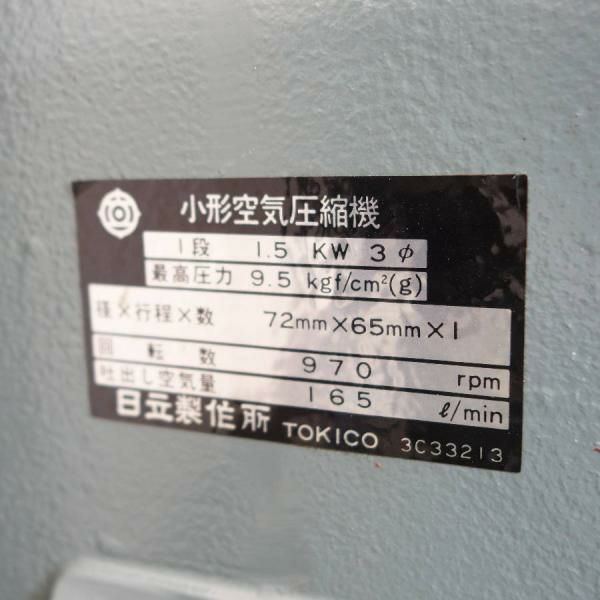 小形空気圧縮機
1段 1.5 KW 3φ
最高圧力 9.5 kgf/cm²(g)
径×行程×数 72mm×65mm×1
回転数 970 rpm
吐出し空気量 165 ℓ/min
日立製作所 TOKICO 3C33213